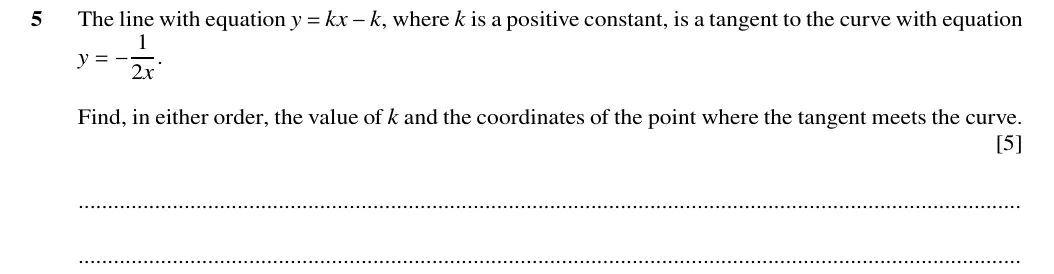 5 The line with equation y = kx – k, where k is a positive constant, is a tangent to the curve with equation
y = –1/2x.
Find, in either order, the value of k and the coordinates of the point where the tangent meets the curve.
[5]